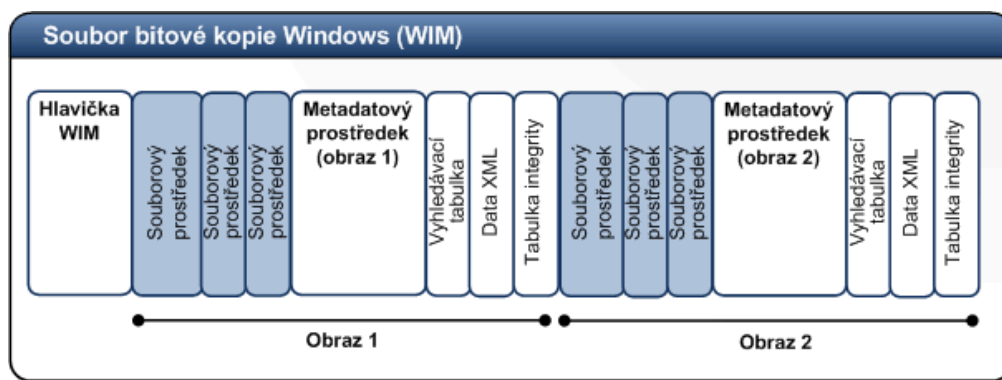 Soubor bitové kopie Windows (WIM)
Hlavička
WIM
Souborový
prostředek
Souborový
prostředek
Souborový
prostředek
Metadatový
prostředek
(obraz 1)
Vyhledávací
tabulka
Data XML
Tabulka integrity
Souborový
prostředek
Souborový
prostředek
Souborový
prostředek
Metadatový
prostředek
(obraz 2)
Vyhledávací
tabulka
Data XML
Tabulka integrity
Obraz 1
Obraz 2